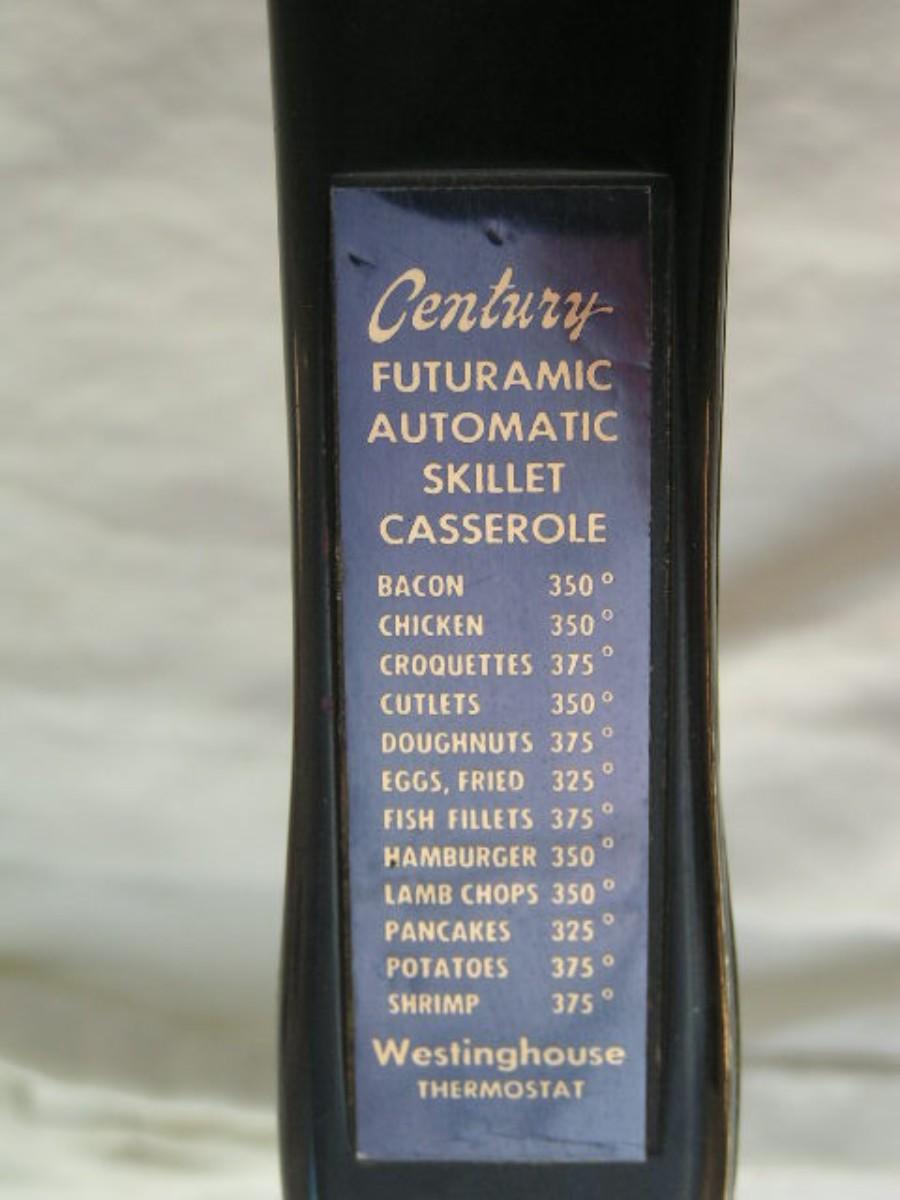 Century
FUTURAMIC
AUTOMATIC
SKILLET
CASSEROLE
BACON 350°
CHICKEN 350°
CROQUETTES 375°
CUTLETS 350°
DOUGHNUTS 375°
EGGS, FRIED 325°
FISH FILLETS 375°
HAMBURGER 350°
LAMB CHOPS 350°
PANCAKES 325°
POTATOES 375°
SHRIMP 375°
Westinghouse
THERMOSTAT